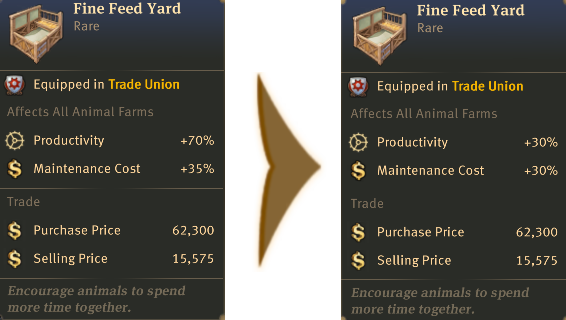 Fine Feed Yard
Rare
Equipped in Trade Union
Affects All Animal Farms
Productivity +70%
Maintenance Cost +35%
Trade
Purchase Price 62,300
Selling Price 15,575
Encourage animals to spend
more time together.
Fine Feed Yard
Rare
Equipped in Trade Union
Affects All Animal Farms
Productivity +30%
Maintenance Cost +30%
Trade
Purchase Price 62,300
Selling Price 15,575
Encourage animals to spend
more time together.